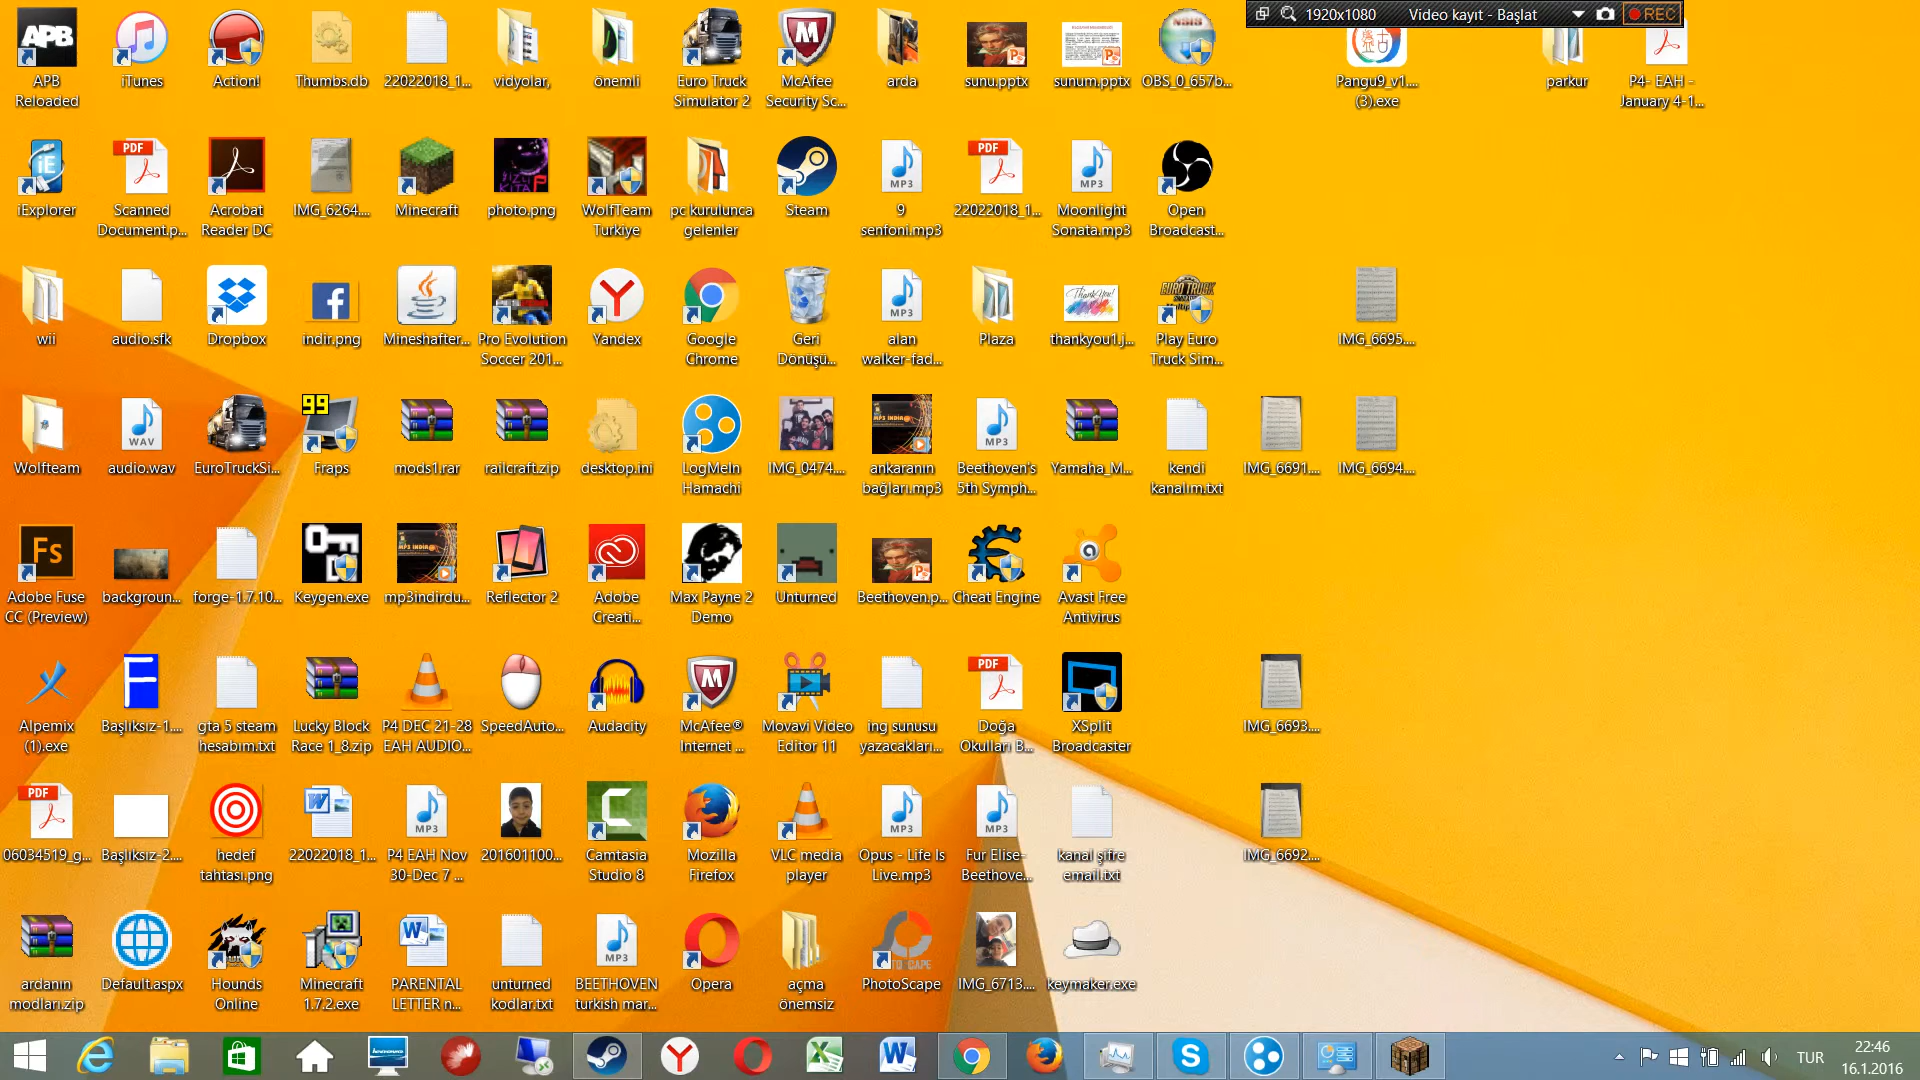 1920x1080 Video kayıt - Başlat REC
APB Reloaded
iTunes
Action!
Thumbs.db
22022018_1...
vidyolar,
önemli
Euro Truck Simulator 2
McAfee Security Sc...
arda
sunu.pptx
sunum.pptx
OBS_0_657b...
Pangu9_v1.... (3).exe
parkur
P4- EAH - January 4-1...
iExplorer
Scanned Document.p...
Acrobat Reader DC
IMG_6264....
Minecraft
photo.png
WolfTeam Turkiye
pc kurulunca gelenler
Steam
9 senfoni.mp3
22022018_1...
Moonlight Sonata.mp3
Open Broadcast...
wii
audio.sfk
Dropbox
indir.png
Mineshafter...
Pro Evolution Soccer 201...
Yandex
Google Chrome
Geri Dönüşü...
alan walker-fad...
Plaza
thankyou1.j...
Play Euro Truck Sim...
IMG_6695....
Wolfteam
audio.wav
EuroTruckSi...
Fraps
mods1.rar
railcraft.zip
desktop.ini
LogMeIn Hamachi
IMG_0474....
ankaranın bağları.mp3
Beethoven's 5th Symph...
Yamaha_M...
kendi kanalım.txt
IMG_6691....
IMG_6694....
Adobe Fuse CC (Preview)
backgroun...
forge-1.7.10...
Keygen.exe
mp3indirdu...
Reflector 2
Adobe Creati...
Max Payne 2 Demo
Unturned
Beethoven.p...
Cheat Engine
Avast Free Antivirus
Alpemix (1).exe
Başlıksız-1....
gta 5 steam hesabım.txt
Lucky Block Race 1_8.zip
P4 DEC 21-28 EAH AUDIO...
SpeedAuto...
Audacity
McAfee® Internet ...
Movavi Video Editor 11
ing sunusu yazacakları...
Doğa Okulları B...
XSplit Broadcaster
IMG_6693....
06034519_g...
Başlıksız-2....
hedef tahtası.png
22022018_1...
P4 EAH Nov 30-Dec 7 ...
201601100...
Camtasia Studio 8
Mozilla Firefox
VLC media player
Opus - Life Is Live.mp3
Fur Elise- Beethove...
kanal şifre email.txt
IMG_6692....
ardanın modları.zip
Default.aspx
Hounds Online
Minecraft 1.7.2.exe
PARENTAL LETTER n...
unturned kodlar.txt
BEETHOVEN turkish mar...
Opera
açma önemsiz
PhotoScape
IMG_6713....
keymaker.exe
TUR
22:46
16.1.2016